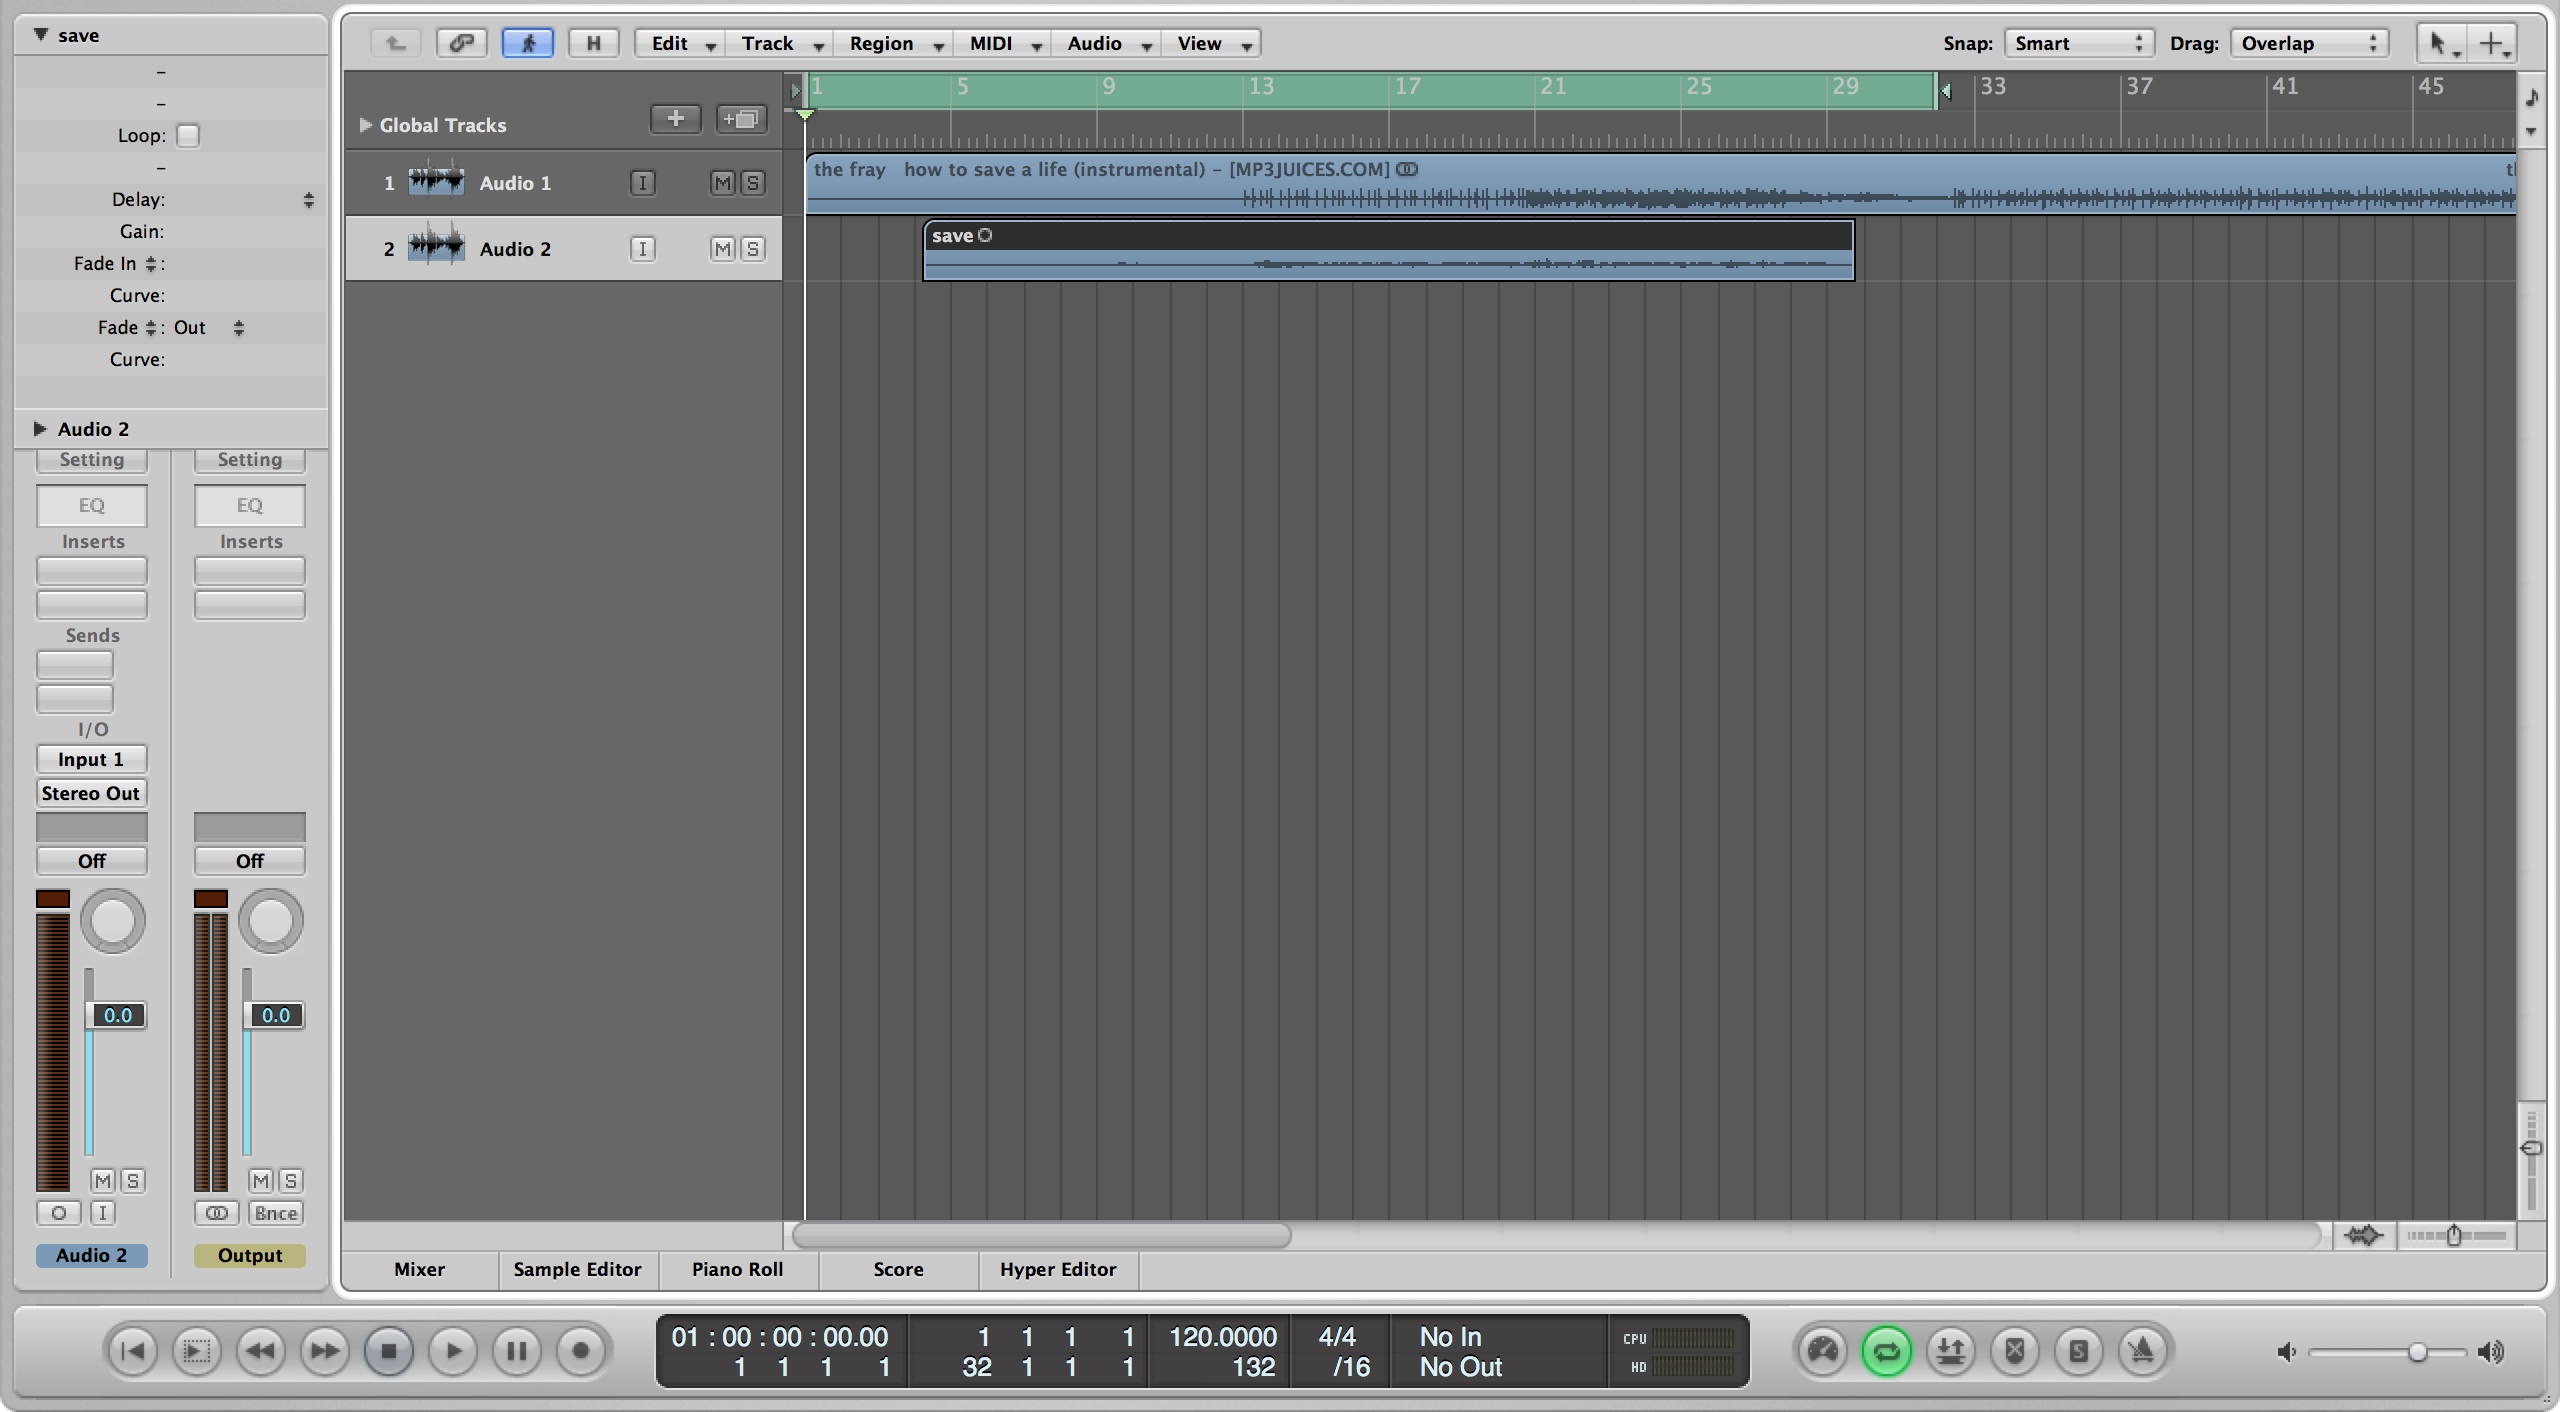 save
–
–
Loop:
–
Delay:
Gain:
Fade In :
Curve:
Fade : Out
Curve:
Audio 2
Setting Setting
EQ EQ
Inserts Inserts
Sends
I/O
Input 1
Stereo Out
Off Off
0.0 0.0
M S M S
I Bnce
Audio 2 Output
H Edit Track Region MIDI Audio View Snap: Smart Drag: Overlap
1 5 9 13 17 21 25 29 33 37 41 45
Global Tracks
1 Audio 1 I M S
the fray how to save a life (instrumental) – [MP3JUICES.COM]
2 Audio 2 I M S
save
Mixer Sample Editor Piano Roll Score Hyper Editor
01 : 00 : 00 : 00.00 1 1 1 1 120.0000 4/4 No In CPU
1 1 1 1 32 1 1 1 132 /16 No Out HD
S